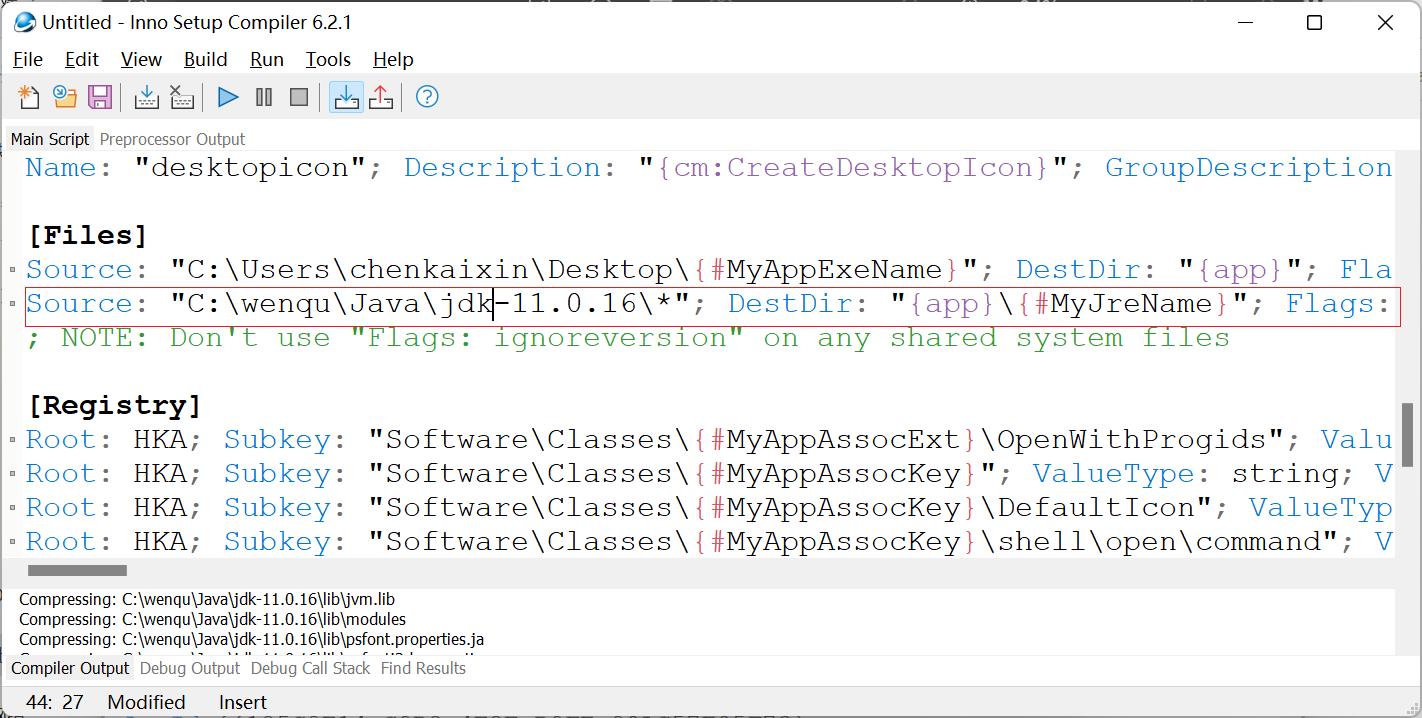 Untitled - Inno Setup Compiler 6.2.1
File Edit View Build Run Tools Help
Main Script Preprocessor Output
Name: "desktopicon"; Description: "{cm:CreateDesktopIcon}"; GroupDescription
[Files]
Source: "C:\Users\chenkaixin\Desktop\{#MyAppExeName}"; DestDir: "{app}"; Fla
Source: "C:\wenqu\Java\jdk-11.0.16\*"; DestDir: "{app}\{#MyJreName}"; Flags:
; NOTE: Don't use "Flags: ignoreversion" on any shared system files
[Registry]
Root: HKA; Subkey: "Software\Classes\{#MyAppAssocExt}\OpenWithProgids"; Valu
Root: HKA; Subkey: "Software\Classes\{#MyAppAssocKey}"; ValueType: string; V
Root: HKA; Subkey: "Software\Classes\{#MyAppAssocKey}\DefaultIcon"; ValueTyp
Root: HKA; Subkey: "Software\Classes\{#MyAppAssocKey}\shell\open\command"; V
Compressing: C:\wenqu\Java\jdk-11.0.16\lib\jvm.lib
Compressing: C:\wenqu\Java\jdk-11.0.16\lib\modules
Compressing: C:\wenqu\Java\jdk-11.0.16\lib\psfont.properties.ja
Compiler Output Debug Output Debug Call Stack Find Results
44: 27 Modified Insert